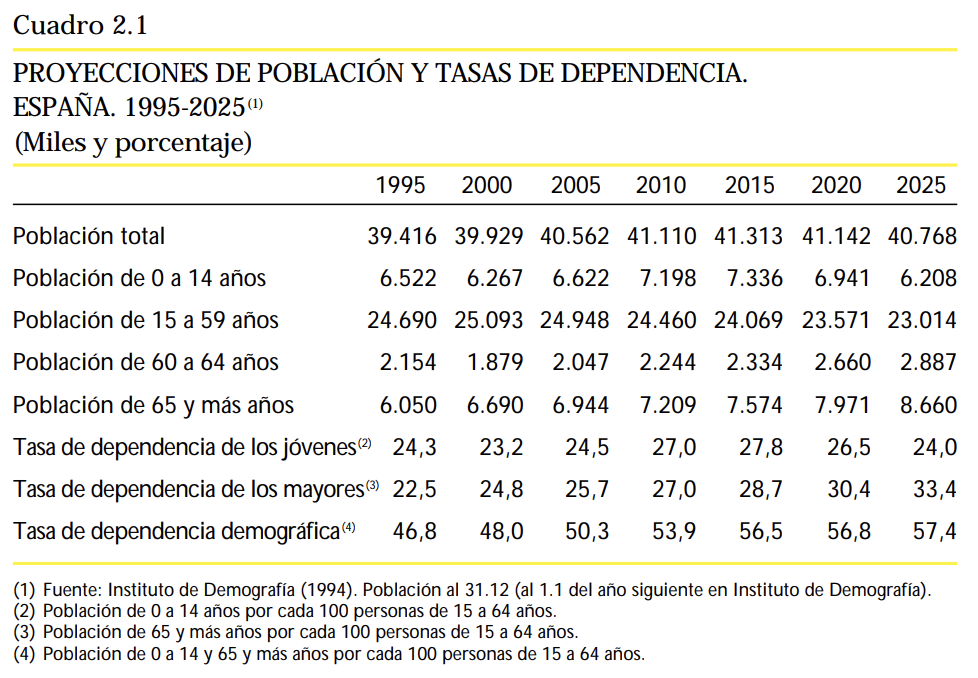 Cuadro 2.1
PROYECCIONES DE POBLACIÓN Y TASAS DE DEPENDENCIA.
ESPAÑA. 1995-2025(1)
(Miles y porcentaje)
1995 2000 2005 2010 2015 2020 2025
Población total 39.416 39.929 40.562 41.110 41.313 41.142 40.768
Población de 0 a 14 años 6.522 6.267 6.622 7.198 7.336 6.941 6.208
Población de 15 a 59 años 24.690 25.093 24.948 24.460 24.069 23.571 23.014
Población de 60 a 64 años 2.154 1.879 2.047 2.244 2.334 2.660 2.887
Población de 65 y más años 6.050 6.690 6.944 7.209 7.574 7.971 8.660
Tasa de dependencia de los jóvenes(2) 24,3 23,2 24,5 27,0 27,8 26,5 24,0
Tasa de dependencia de los mayores(3) 22,5 24,8 25,7 27,0 28,7 30,4 33,4
Tasa de dependencia demográfica(4) 46,8 48,0 50,3 53,9 56,5 56,8 57,4
(1) Fuente: Instituto de Demografía (1994). Población al 31.12 (al 1.1 del año siguiente en Instituto de Demografía).
(2) Población de 0 a 14 años por cada 100 personas de 15 a 64 años.
(3) Población de 65 y más años por cada 100 personas de 15 a 64 años.
(4) Población de 0 a 14 y 65 y más años por cada 100 personas de 15 a 64 años.